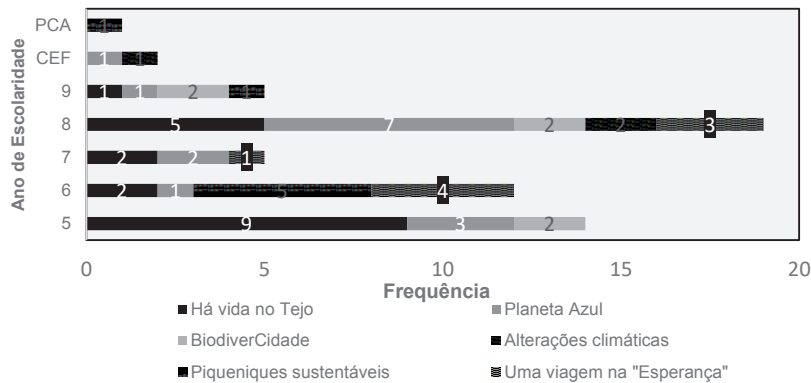 PCA 1
CEF 1 1
9 1 1 2 1
8 5 7 2 2 3
7 2 2 1
6 2 1 5 4
5 9 3 2
Ano de Escolaridade
0 5 10 15 20
Frequência
Há vida no Tejo Planeta Azul
BiodiverCidade Alterações climáticas
Piqueniques sustentáveis Uma viagem na "Esperança"